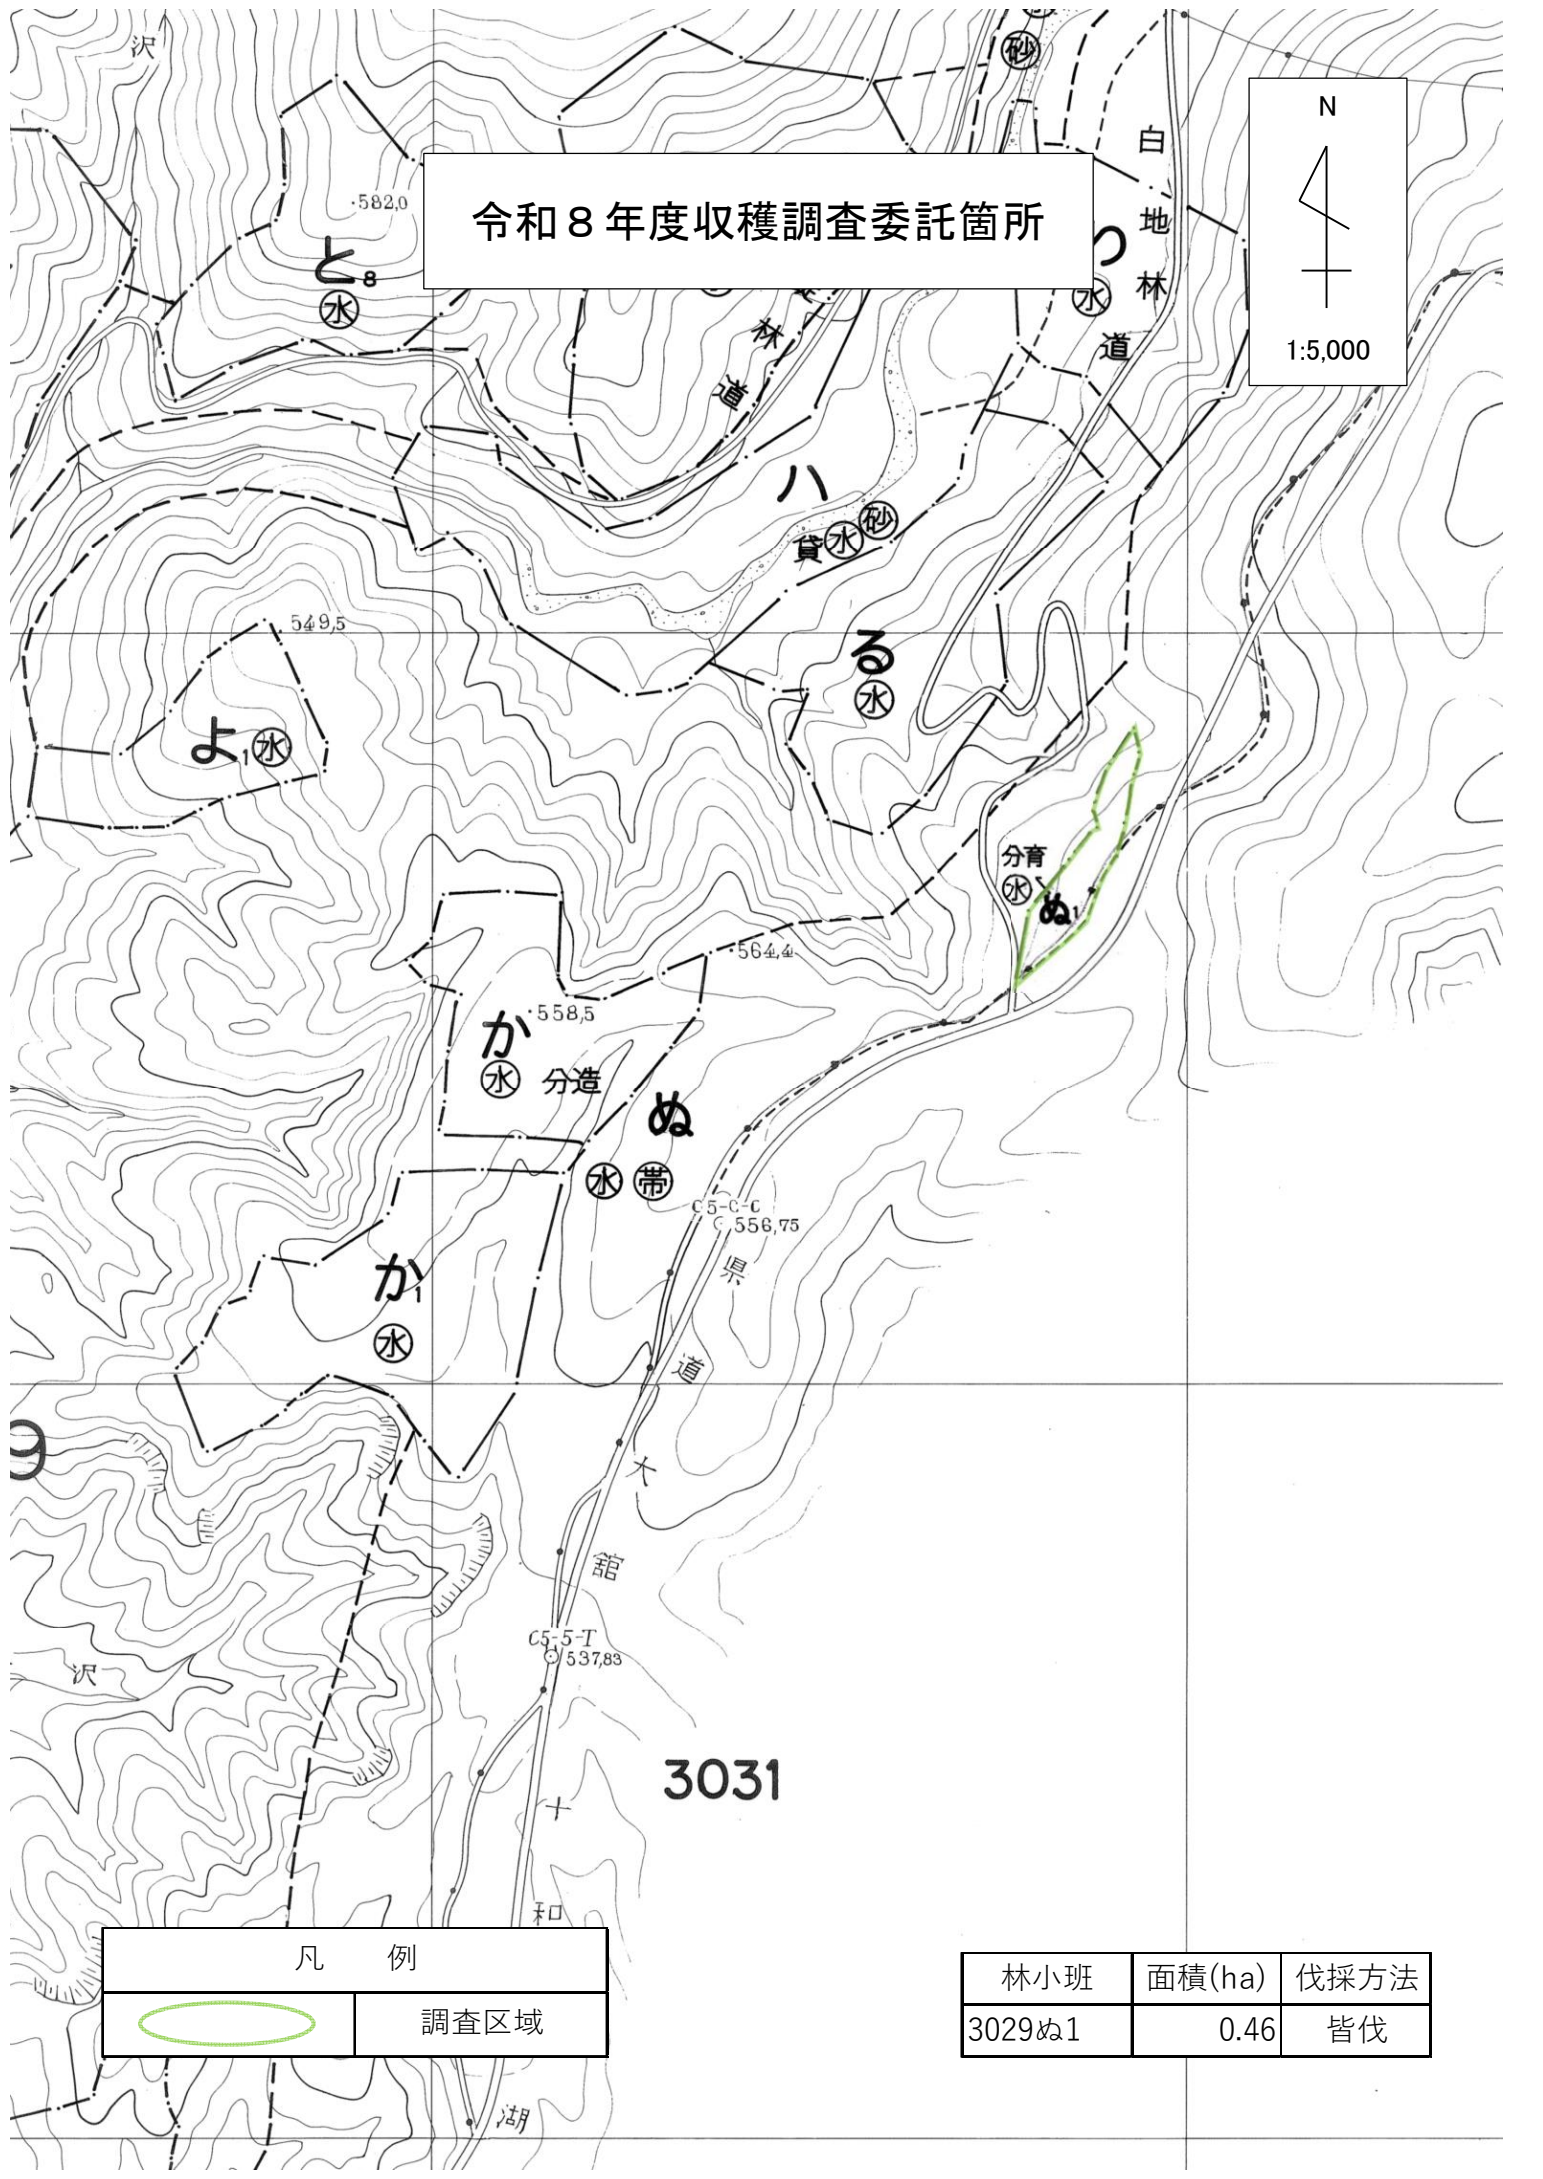 沢
砂
N
1:5,000
白
地
林
道
令和８年度収穫調査委託箇所
・582,0
と8
水
水
林
道
ハ
貸 水 砂
549,5
る
水
よ1 水
分育
水
ぬ1
・564,4
・558,5
か
水 分造
ぬ
水 帯
556,75
県
か1
水
道
大
舘
C5-5-T
537,83
沢
3031
十
和
湖
凡 例
調査区域
林小班 面積(ha) 伐採方法
3029ぬ1 0.46 皆伐